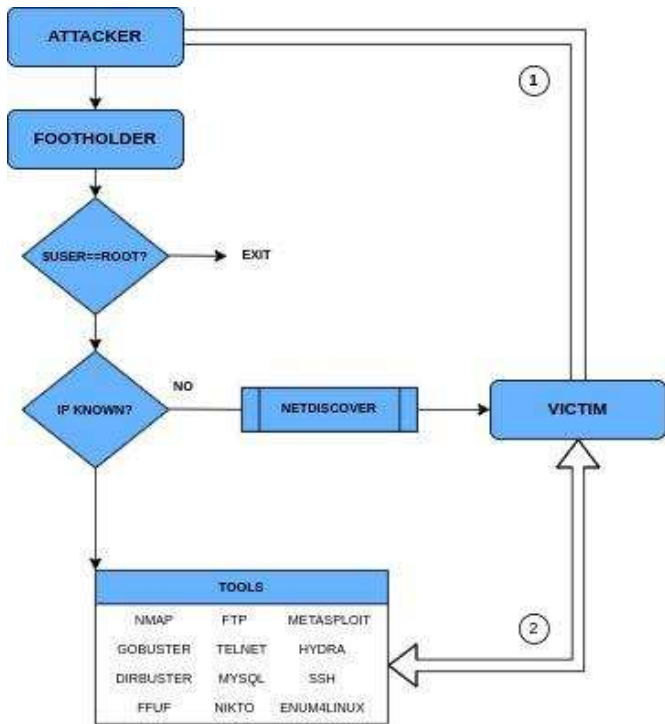 ATTACKER
1
FOOTHOLDER
$USER==ROOT?
EXIT
IP KNOWN?
NO
NETDISCOVER
VICTIM
TOOLS
NMAP FTP METASPLOIT
GOBUSTER TELNET HYDRA
DIRBUSTER MYSQL SSH
FFUF NIKTO ENUM4LINUX
2